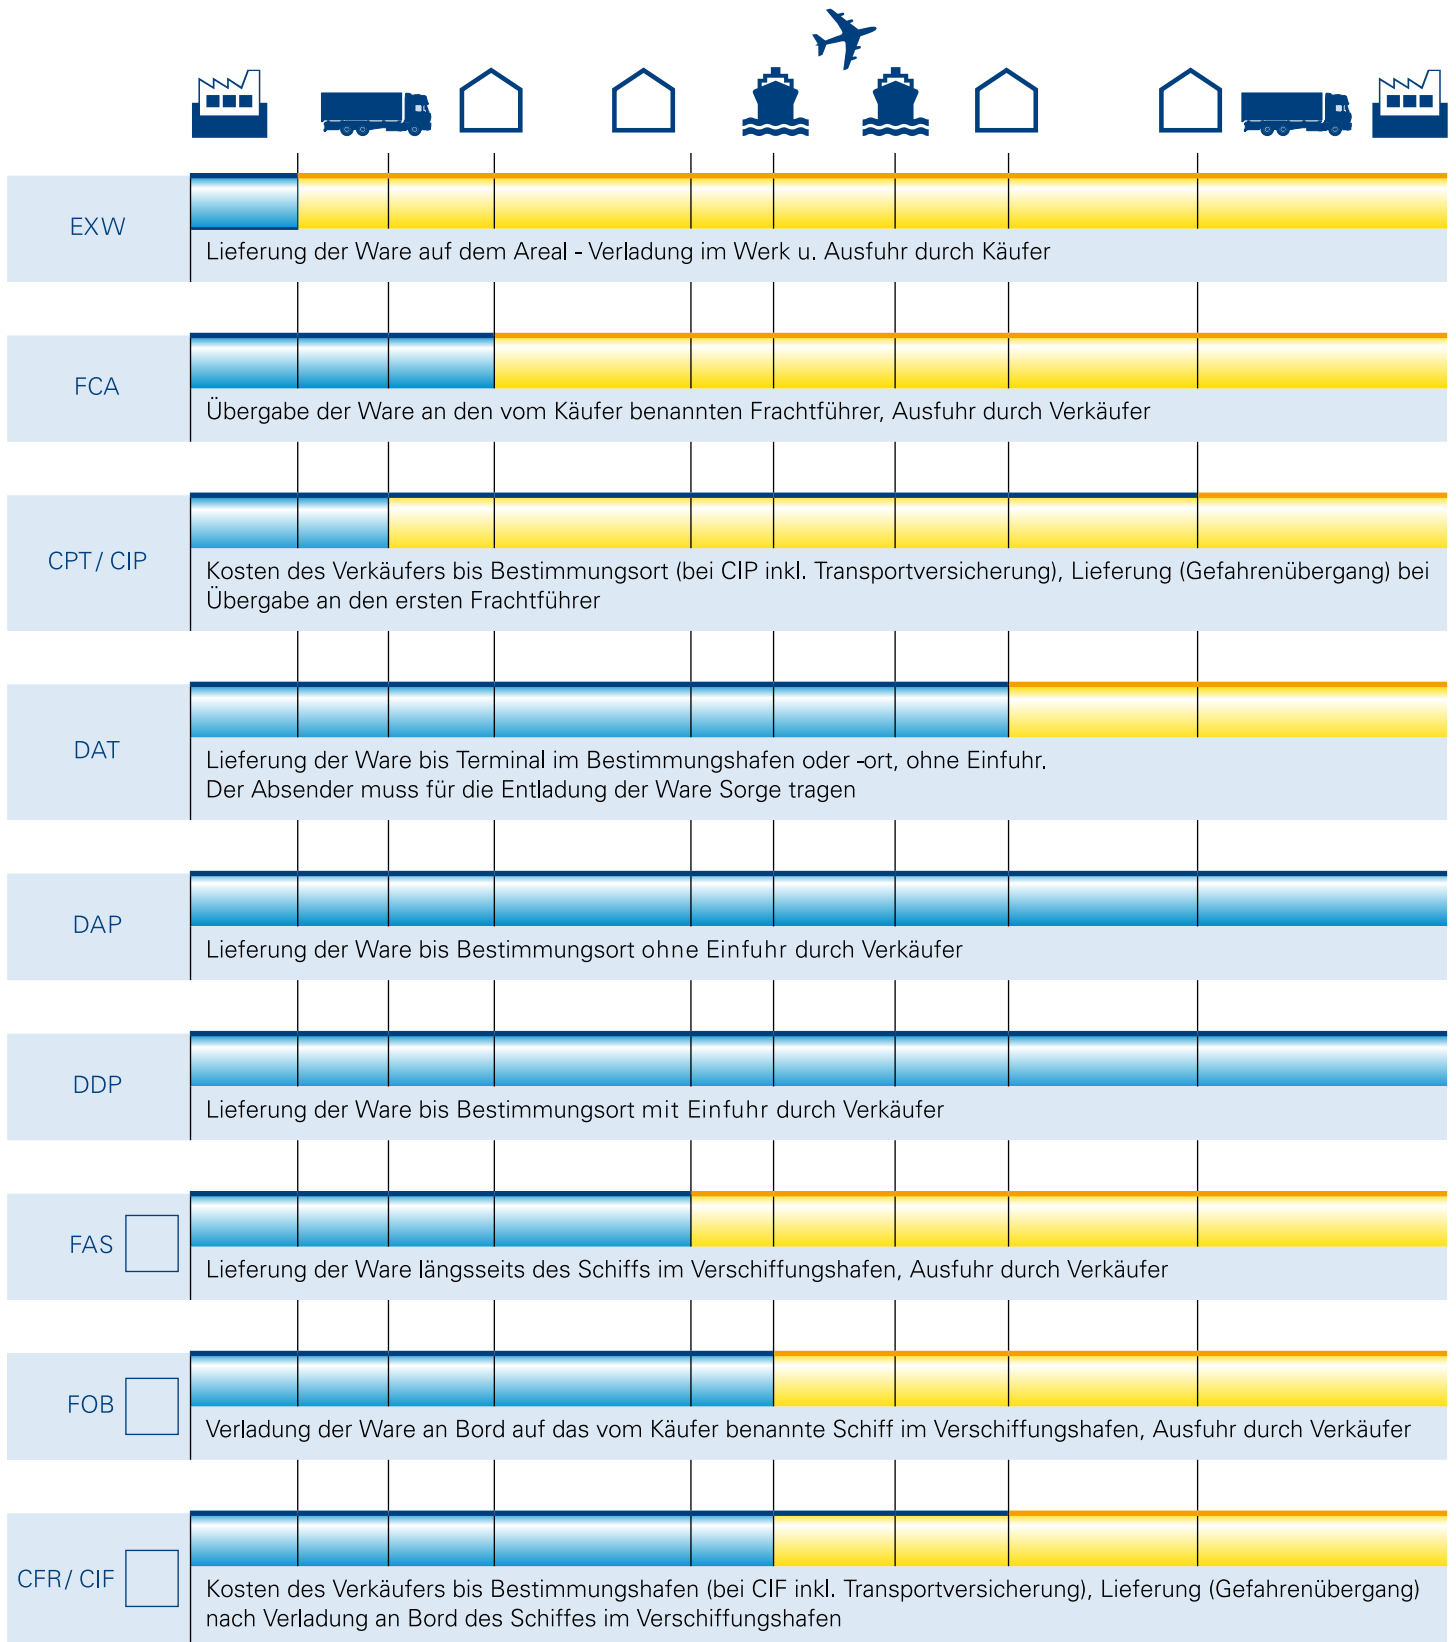 EXW
Lieferung der Ware auf dem Areal - Verladung im Werk u. Ausfuhr durch Käufer
FCA
Übergabe der Ware an den vom Käufer benannten Frachtführer, Ausfuhr durch Verkäufer
CPT / CIP
Kosten des Verkäufers bis Bestimmungsort (bei CIP inkl. Transportversicherung), Lieferung (Gefahrenübergang) bei
Übergabe an den ersten Frachtführer
DAT
Lieferung der Ware bis Terminal im Bestimmungshafen oder -ort, ohne Einfuhr.
Der Absender muss für die Entladung der Ware Sorge tragen
DAP
Lieferung der Ware bis Bestimmungsort ohne Einfuhr durch Verkäufer
DDP
Lieferung der Ware bis Bestimmungsort mit Einfuhr durch Verkäufer
FAS
Lieferung der Ware längsseits des Schiffs im Verschiffungshafen, Ausfuhr durch Verkäufer
FOB
Verladung der Ware an Bord auf das vom Käufer benannte Schiff im Verschiffungshafen, Ausfuhr durch Verkäufer
CFR / CIF
Kosten des Verkäufers bis Bestimmungshafen (bei CIF inkl. Transportversicherung), Lieferung (Gefahrenübergang)
nach Verladung an Bord des Schiffes im Verschiffungshafen